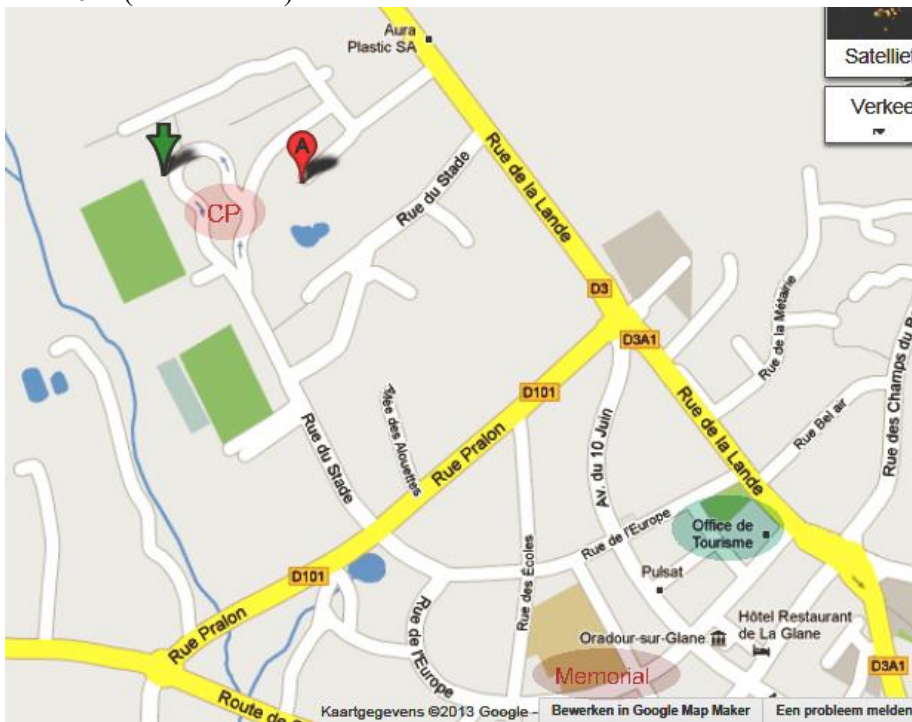 Aura
Plastic SA
Satelliet
Verkee
A
Rue de la Lande
Rue du Stade
CP
D3
D3A1
Rue de la Métairie
Rue des Champs du
D101
Rue Pralon
Av. du 10 Juin
Rue de la Lande
Rue Bel air
Rue du Stade
des Alouettes
Office de
Tourisme
Rue de l'Europe
Rue des Écoles
Pulsat
D101
Rue Pralon
Rue de l'Europe
Hôtel Restaurant
de La Glane
Oradour-sur-Glane
D3A1
Memorial
Route de
Kaartgegevens ©2013 Google -
Bewerken in Google Map Maker
Een probleem melden